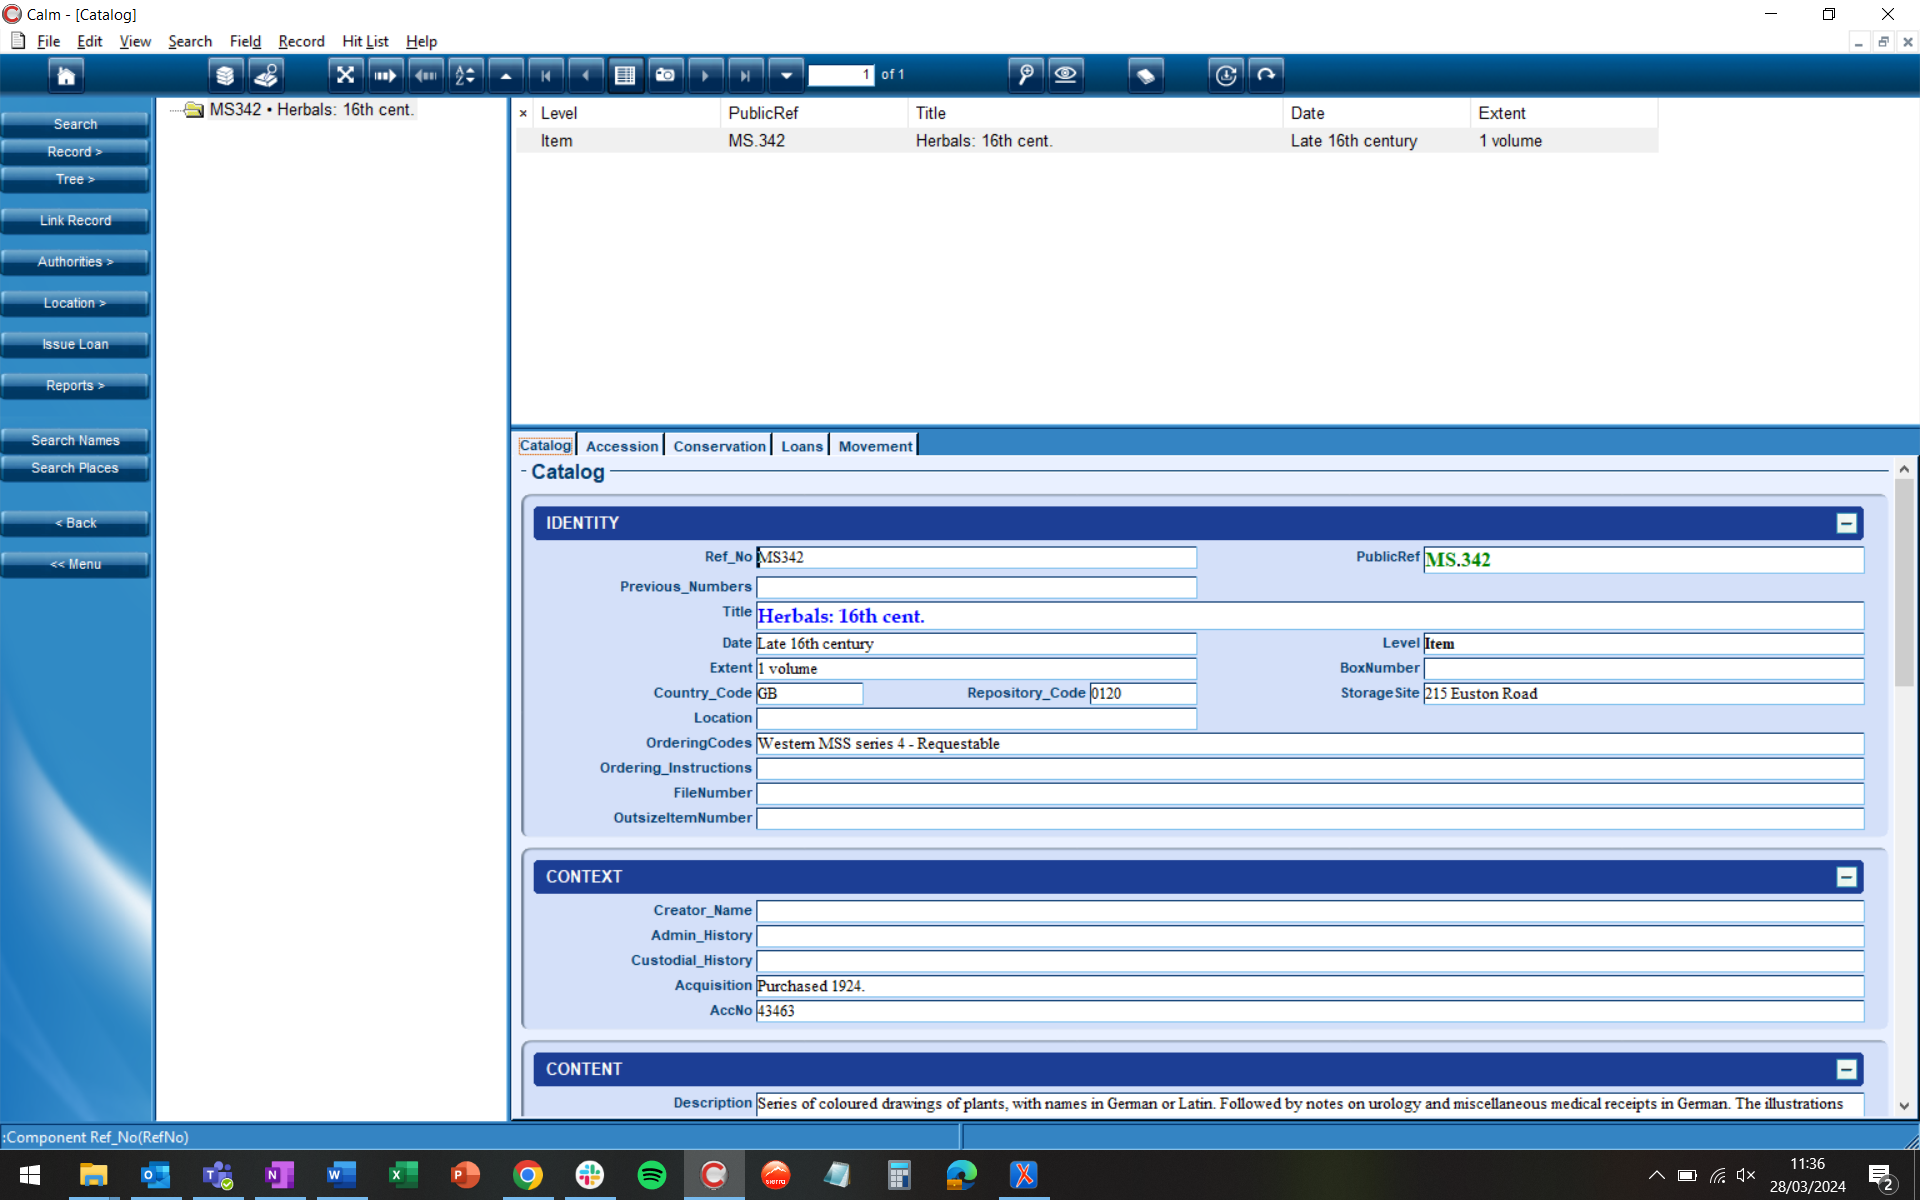 Calm - [Catalog]
File Edit View Search Field Record Hit List Help
1 of 1
Search
Record >
Tree >
Link Record
Authorities >
Location >
Issue Loan
Reports >
Search Names
Search Places
< Back
<< Menu
MS342 • Herbals: 16th cent.
× Level PublicRef Title Date Extent
Item MS.342 Herbals: 16th cent. Late 16th century 1 volume
Catalog Accession Conservation Loans Movement
Catalog
IDENTITY
Ref_No MS342 PublicRef MS.342
Previous_Numbers
Title Herbals: 16th cent.
Date Late 16th century Level Item
Extent 1 volume BoxNumber
Country_Code GB Repository_Code 0120 StorageSite 215 Euston Road
Location
OrderingCodes Western MSS series 4 - Requestable
Ordering_Instructions
FileNumber
OutsizeItemNumber
CONTEXT
Creator_Name
Admin_History
Custodial_History
Acquisition Purchased 1924.
AccNo 43463
CONTENT
Description Series of coloured drawings of plants, with names in German or Latin. Followed by notes on urology and miscellaneous medical receipts in German. The illustrations
:Component Ref_No(RefNo)
11:36
28/03/2024
2